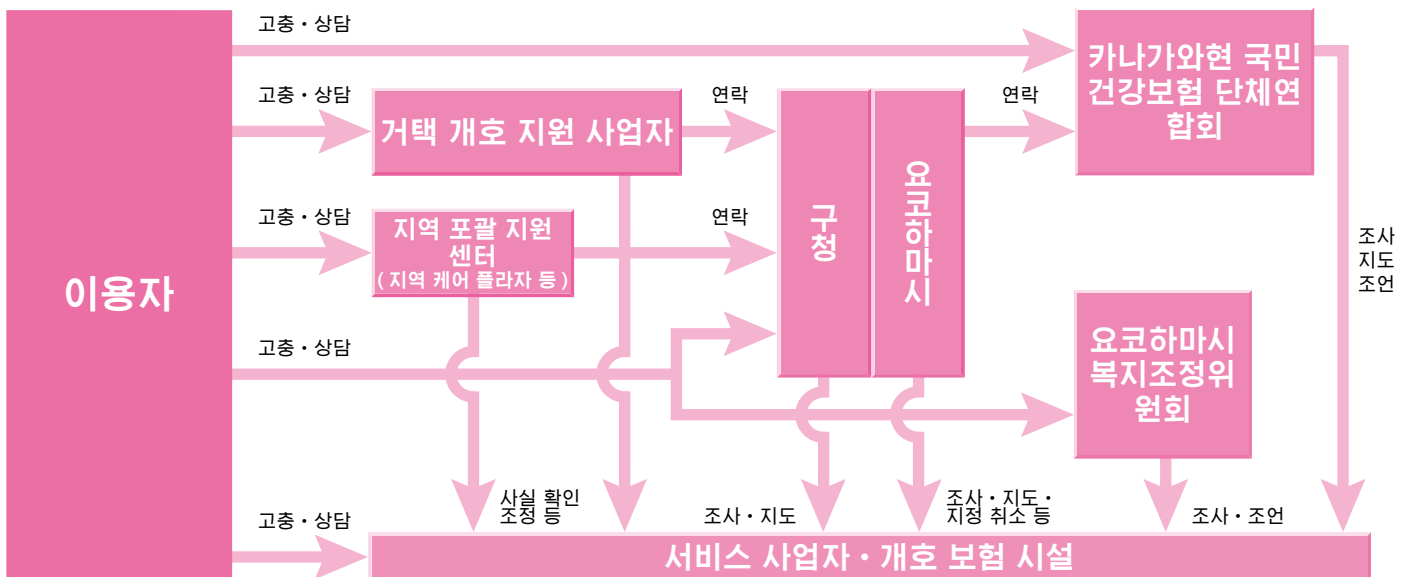 고충・상담
카나가와현 국민
건강보험 단체연
합회
고충・상담
거택 개호 지원 사업자
연락
구청
요코하마시
연락
고충・상담
지역 포괄 지원
센터
( 지역 케어 플라자 등 )
연락
조사
지도
조언
이용자
고충・상담
요코하마시
복지조정위
원회
사실 확인
조정 등
조사・지도
조사・지도・
지정 취소 등
조사・조언
고충・상담
서비스 사업자・개호 보험 시설